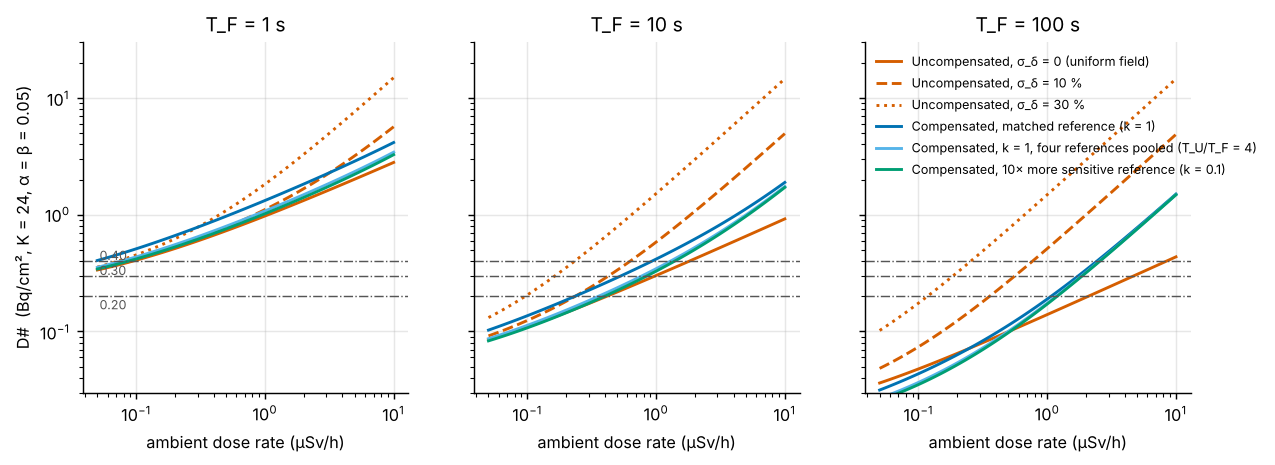 T_F = 1 s
T_F = 10 s
T_F = 100 s
D# (Bq/cm², K = 24, α = β = 0.05)
10¹
10⁰
10⁻¹
0.40
0.30
0.20
Uncompensated, σ_δ = 0 (uniform field)
Uncompensated, σ_δ = 10 %
Uncompensated, σ_δ = 30 %
Compensated, matched reference (k = 1)
Compensated, k = 1, four references pooled (T_U/T_F = 4)
Compensated, 10× more sensitive reference (k = 0.1)
10⁻¹ 10⁰ 10¹
10⁻¹ 10⁰ 10¹
10⁻¹ 10⁰ 10¹
ambient dose rate (µSv/h)
ambient dose rate (µSv/h)
ambient dose rate (µSv/h)